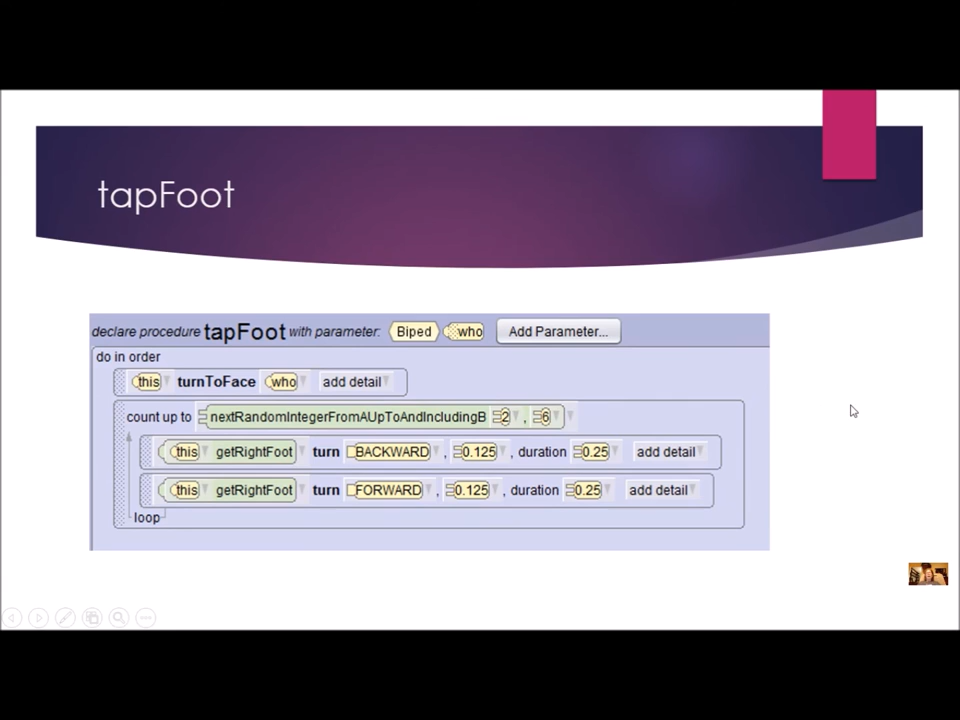 tapFoot
declare procedure tapFoot with parameter: Biped who Add Parameter...
do in order
this turnToFace who add detail
count up to nextRandomIntegerFromAUpToAndIncludingB 2 , 6
this getRightFoot turn BACKWARD , 0.125 , duration 0.25 add detail
this getRightFoot turn FORWARD , 0.125 , duration 0.25 add detail
loop